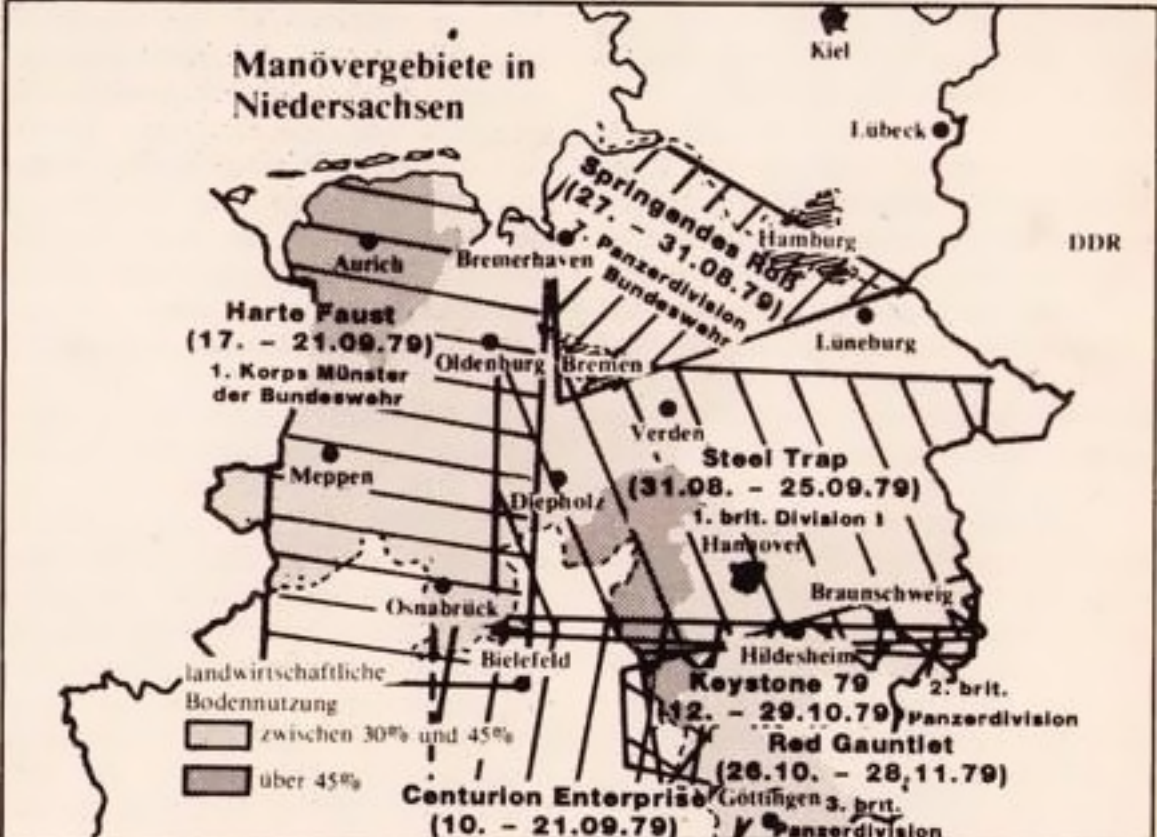 Manövergebiete in
Niedersachsen
Kiel
Lübeck
DDR
Springendes Roß
(27. - 31.08.79)
7. Panzerdivision
Bundeswehr
Hamburg
Aurich
Bremerhaven
Harte Faust
(17. - 21.09.79)
1. Korps Münster
der Bundeswehr
Oldenburg
Bremen
Lüneburg
Verden
Meppen
Diepholz
Steel Trap
(31.08. - 25.09.79)
1. brit. Division
Hannover
Braunschweig
Osnabrück
Bielefeld
Hildesheim
Keystone 79
(12. - 29.10.79)
2. brit.
Panzerdivision
Red Gauntlet
(26.10. - 28.11.79)
landwirtschaftliche
Bodennutzung
zwischen 30% und 45%
über 45%
Centurion Enterprise
(10. - 21.09.79)
Göttingen
3. brit.
Panzerdivision